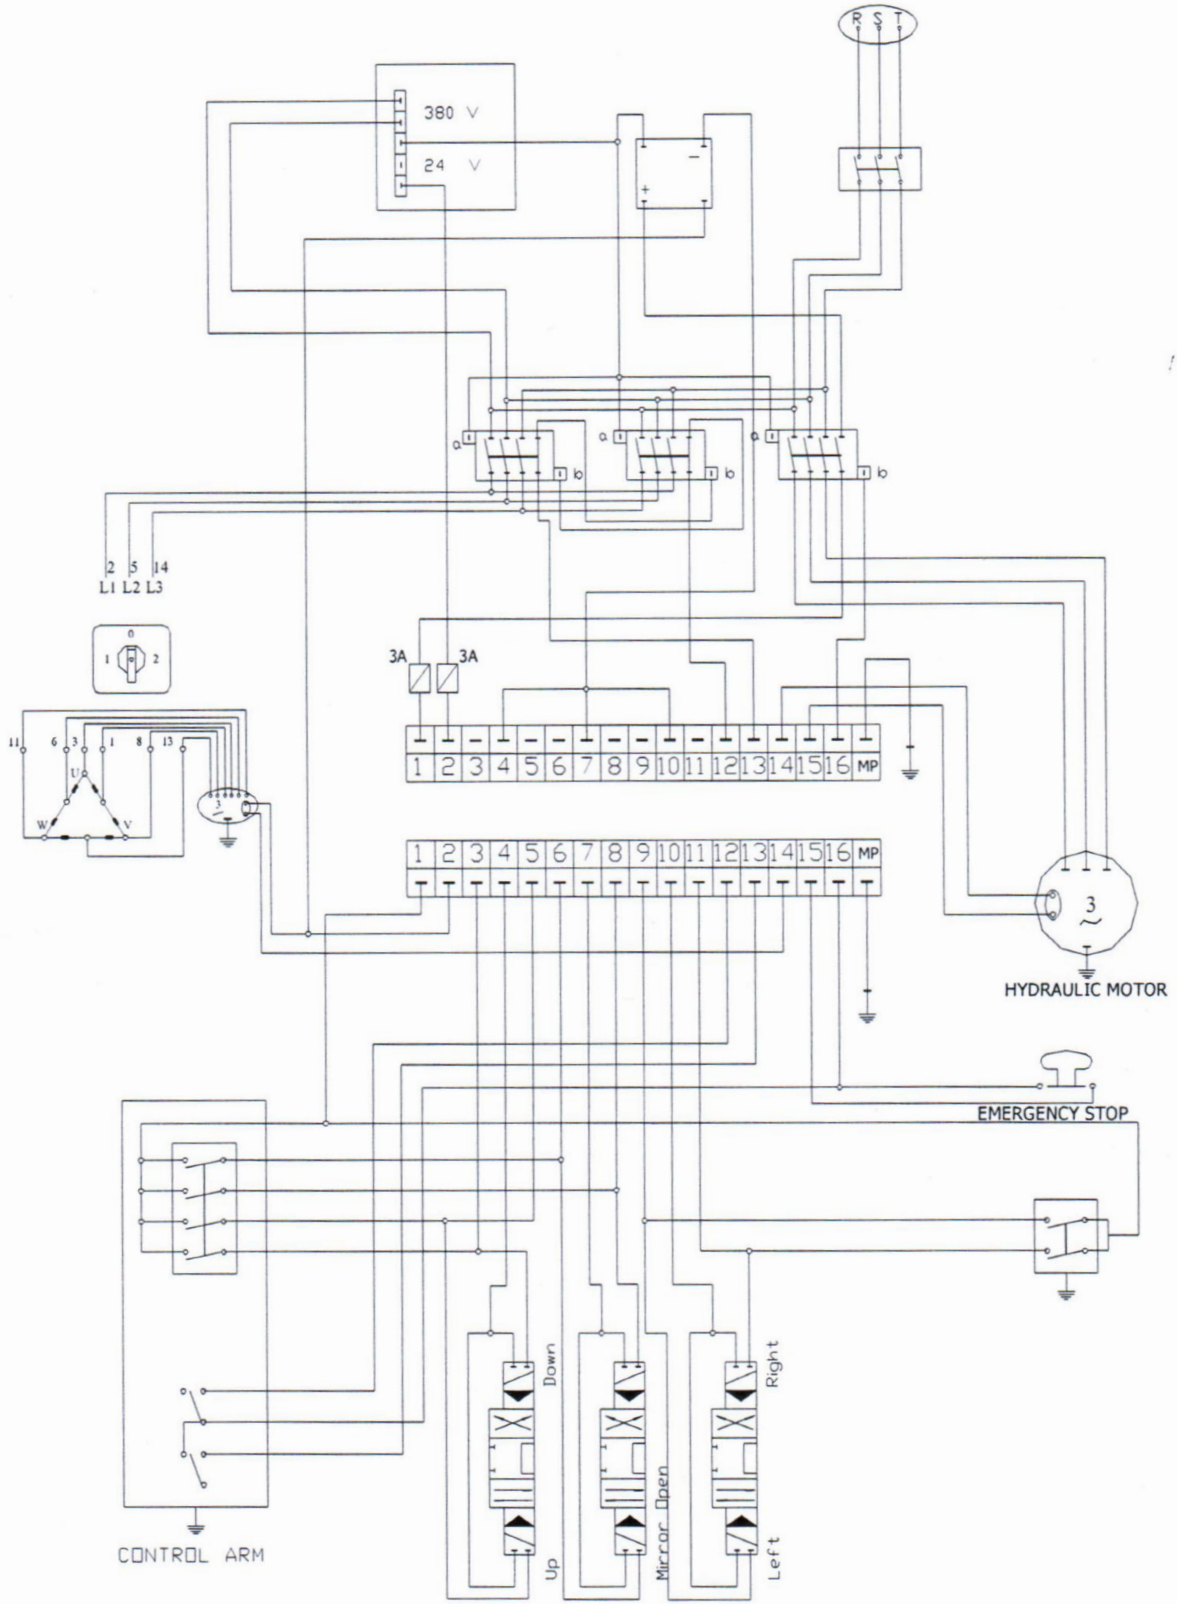 R S T
380 V
24 V
-
+
a
b
a
b
a
b
2 5 14
L1 L2 L3
0
1 2
3A 3A
11 6 3 1 8 13
U
W V
3
1 2 3 4 5 6 7 8 9 10 11 12 13 14 15 16 MP
1 2 3 4 5 6 7 8 9 10 11 12 13 14 15 16 MP
3
~
HYDRAULIC MOTOR
EMERGENCY STOP
Down
Right
Up
Mirror Open
Left
CONTROL ARM